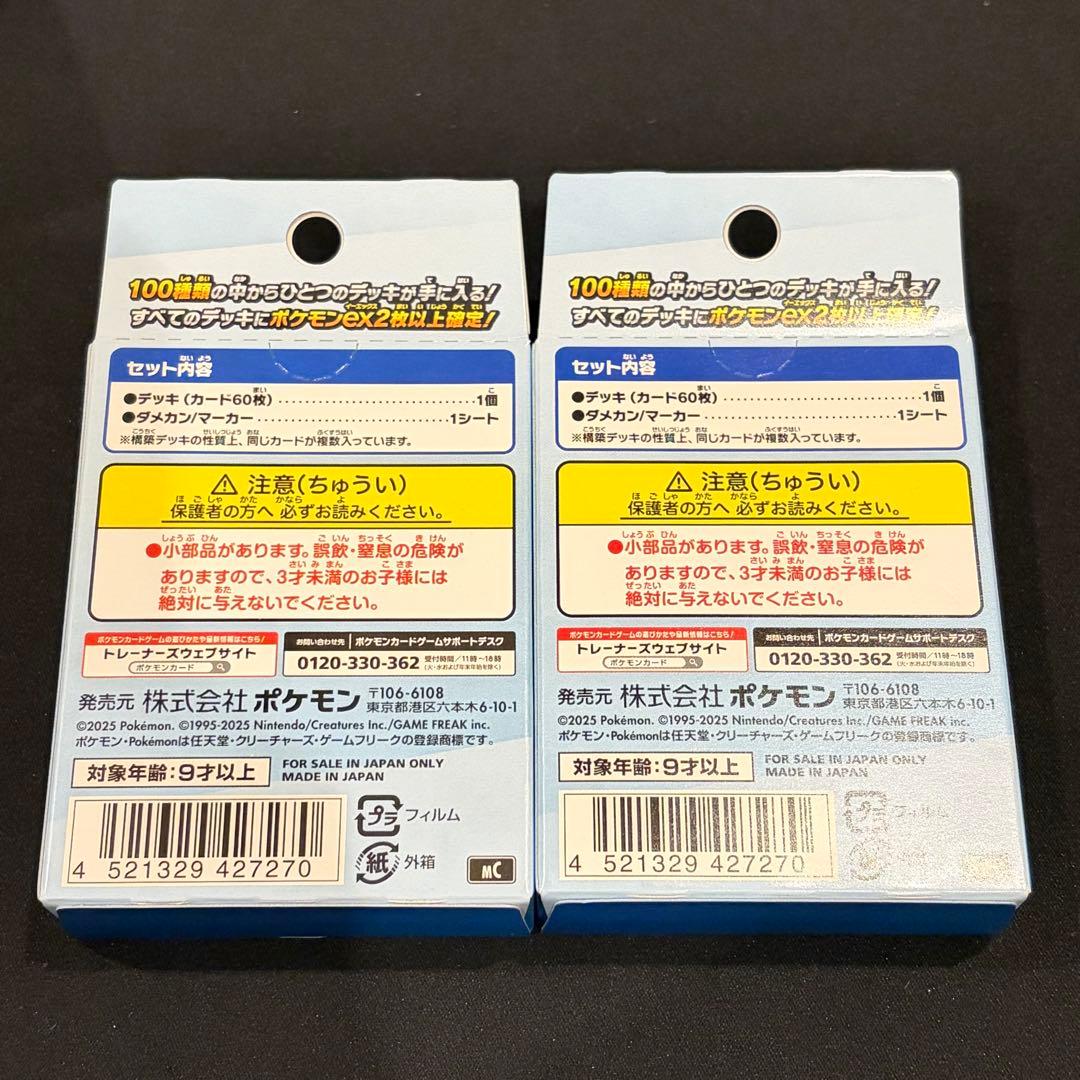 100種類の中からひとつのデッキが手に入る!
すべてのデッキにポケモンex2枚以上確定!
セット内容
●デッキ(カード60枚)..............................1個
●ダメカン/マーカー..............................1シート
※構築デッキの性質上、同じカードが複数入っています。
⚠ 注意(ちゅうい)
保護者の方へ 必ずお読みください。
●小部品があります。誤飲・窒息の危険が
ありますので、3才未満のお子様には
絶対に与えないでください。
ポケモンカードゲームの遊びかたや最新情報はこちら!
トレーナーズウェブサイト
ポケモンカード
お問い合わせ先 ポケモンカードゲームサポートデスク
0120-330-362 受付時間/11時~18時
(火・水および年末年始を除く)
発売元 株式会社 ポケモン 〒106-6108
東京都港区六本木6-10-1
©2025 Pokémon. ©1995-2025 Nintendo/Creatures Inc./GAME FREAK inc.
ポケモン・Pokémonは任天堂・クリーチャーズ・ゲームフリークの登録商標です。
対象年齢:9才以上
FOR SALE IN JAPAN ONLY
MADE IN JAPAN
プラ フィルム
紙 外箱
4 521329 427270
MC
100種類の中からひとつのデッキが手に入る!
すべてのデッキにポケモンex2枚以上確定!
セット内容
●デッキ(カード60枚)..............................1個
●ダメカン/マーカー..............................1シート
※構築デッキの性質上、同じカードが複数入っています。
⚠ 注意(ちゅうい)
保護者の方へ 必ずお読みください。
●小部品があります。誤飲・窒息の危険が
ありますので、3才未満のお子様には
絶対に与えないでください。
ポケモンカードゲームの遊びかたや最新情報はこちら!
トレーナーズウェブサイト
ポケモンカード
お問い合わせ先 ポケモンカードゲームサポートデスク
0120-330-362 受付時間/11時~18時
(火・水および年末年始を除く)
発売元 株式会社 ポケモン 〒106-6108
東京都港区六本木6-10-1
©2025 Pokémon. ©1995-2025 Nintendo/Creatures Inc./GAME FREAK inc.
ポケモン・Pokémonは任天堂・クリーチャーズ・ゲームフリークの登録商標です。
対象年齢:9才以上
FOR SALE IN JAPAN ONLY
MADE IN JAPAN
プラ フィルム
4 521329 427270